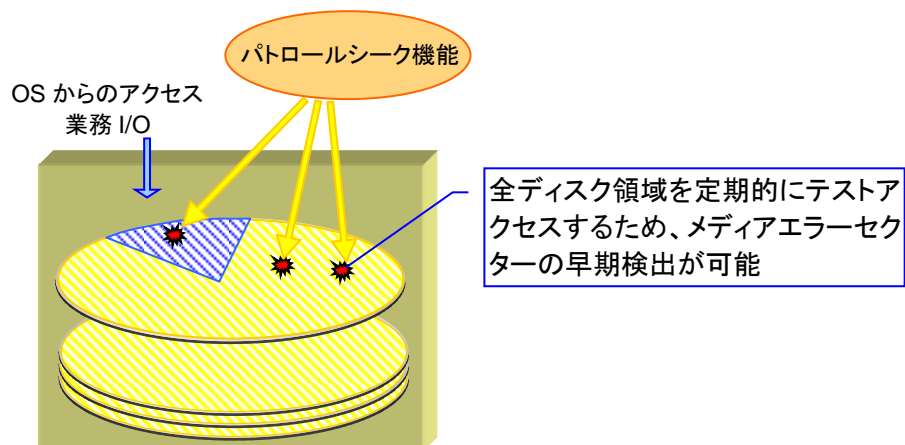 パトロールシーク機能
OS からのアクセス
業務 I/O
全ディスク領域を定期的にテストア
クセスするため、メディアエラーセク
ターの早期検出が可能